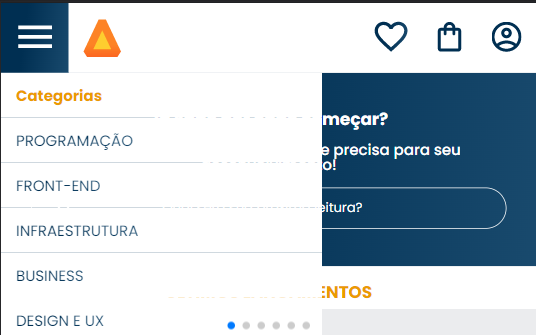 Categorias
meçar?
PROGRAMAÇÃO
e precisa para seu
o!
FRONT-END
eitura?
INFRAESTRUTURA
BUSINESS
ENTOS
DESIGN E UX